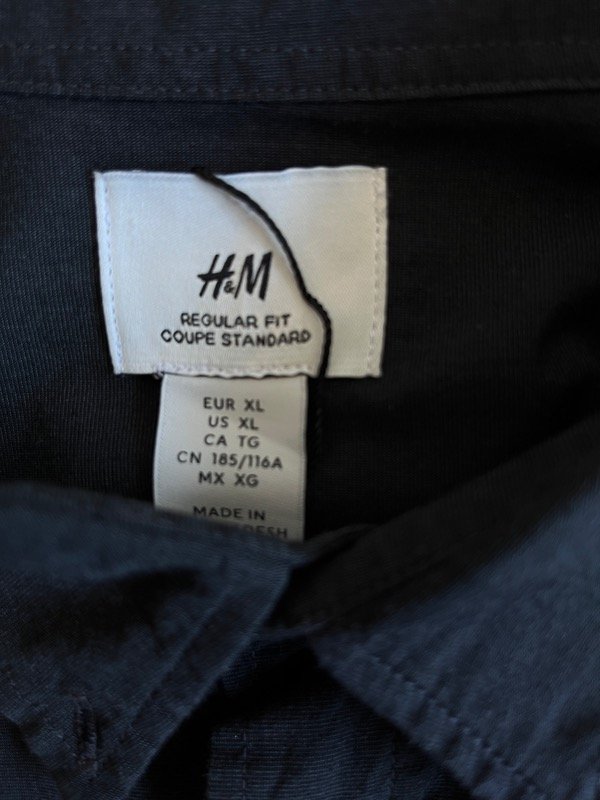 H&M
REGULAR FIT
COUPE STANDARD
EUR XL
US XL
CA TG
CN 185/116A
MX XG
MADE IN